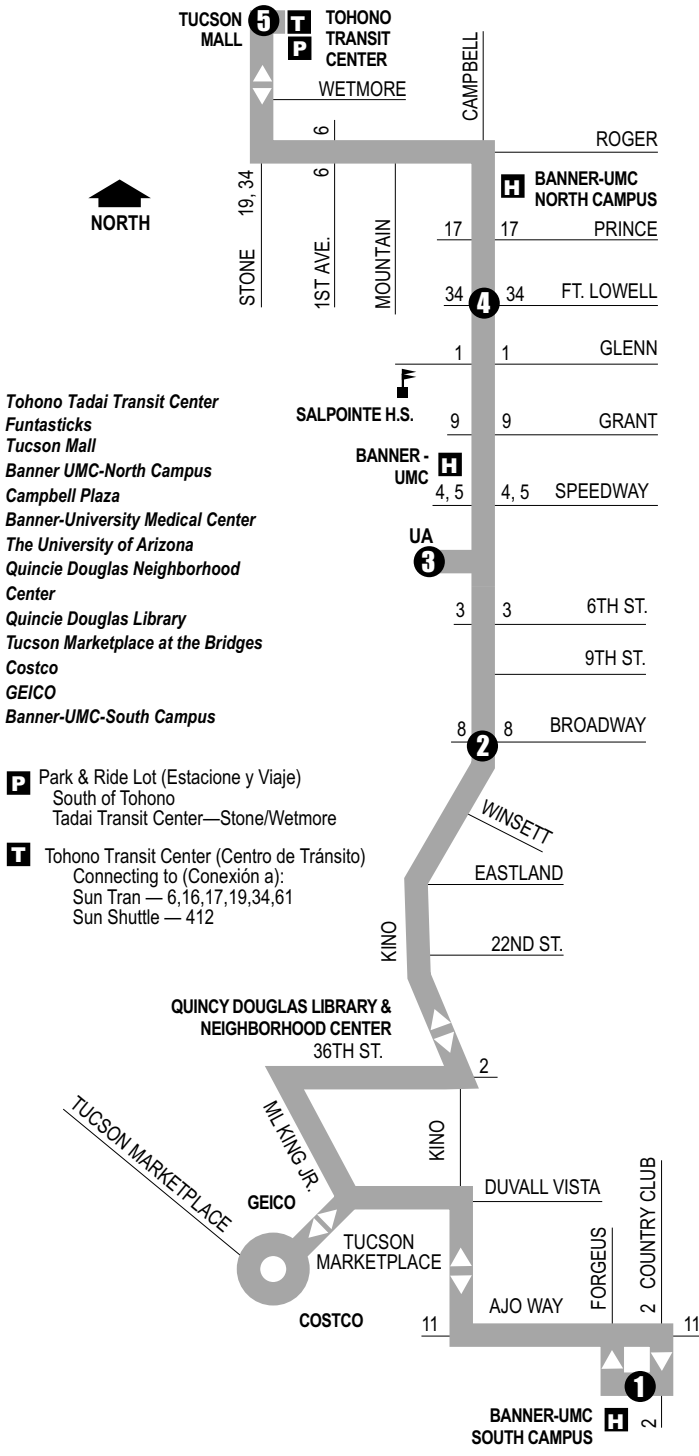 TUCSON
MALL
5
T
P
TOHONO
TRANSIT
CENTER
WETMORE
CAMPBELL
6
ROGER
19, 34
6
H
BANNER-UMC
NORTH CAMPUS
NORTH
STONE
1ST AVE.
MOUNTAIN
17 17 PRINCE
34 4 34 FT. LOWELL
1 1 GLENN
SALPOINTE H.S.
9 9 GRANT
BANNER -
UMC
H
4, 5 4, 5 SPEEDWAY
UA
3
3 3 6TH ST.
9TH ST.
8 2 8 BROADWAY
Tohono Tadai Transit Center
Funtasticks
Tucson Mall
Banner UMC-North Campus
Campbell Plaza
Banner-University Medical Center
The University of Arizona
Quincie Douglas Neighborhood
Center
Quincie Douglas Library
Tucson Marketplace at the Bridges
Costco
GEICO
Banner-UMC-South Campus
P Park & Ride Lot (Estacione y Viaje)
South of Tohono
Tadai Transit Center—Stone/Wetmore
T Tohono Transit Center (Centro de Tránsito)
Connecting to (Conexión a):
Sun Tran — 6,16,17,19,34,61
Sun Shuttle — 412
WINSETT
EASTLAND
KINO
22ND ST.
QUINCY DOUGLAS LIBRARY &
NEIGHBORHOOD CENTER
36TH ST.
2
ML KING JR.
KINO
TUCSON MARKETPLACE
GEICO
DUVALL VISTA
TUCSON
MARKETPLACE
COSTCO
FORGEUS
2 COUNTRY CLUB
AJO WAY
11 11
1
BANNER-UMC
SOUTH CAMPUS
H
2